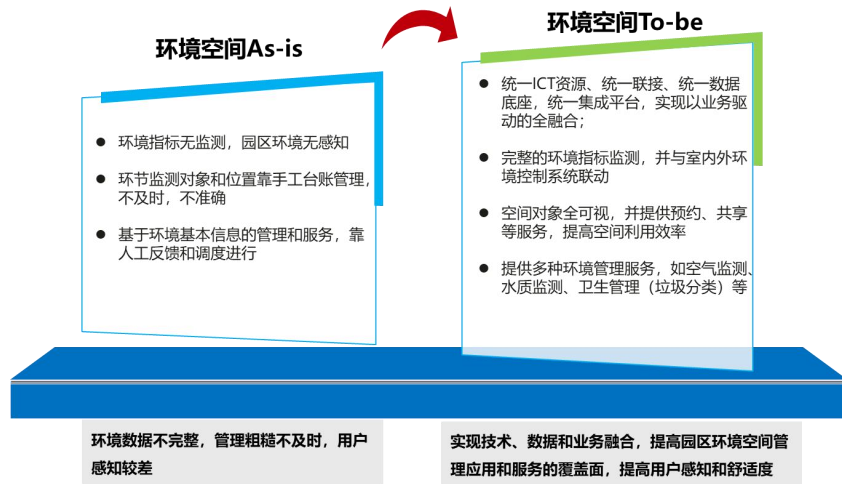 环境空间As-is
● 环境指标无监测，园区环境无感知
● 环节监测对象和位置靠手工台账管理，
不及时，不准确
● 基于环境基本信息的管理和服务，靠
人工反馈和调度进行
环境数据不完整，管理粗糙不及时，用户
感知较差
环境空间To-be
● 统一ICT资源、统一联接、统一数据
底座，统一集成平台，实现以业务驱
动的全融合；
● 完整的环境指标监测，并与室内外环
境控制系统联动
● 空间对象全可视，并提供预约、共享
等服务，提高空间利用效率
● 提供多种环境管理服务，如空气监测、
水质监测、卫生管理（垃圾分类）等
实现技术、数据和业务融合，提高园区环境空间管
理应用和服务的覆盖面，提高用户感知和舒适度